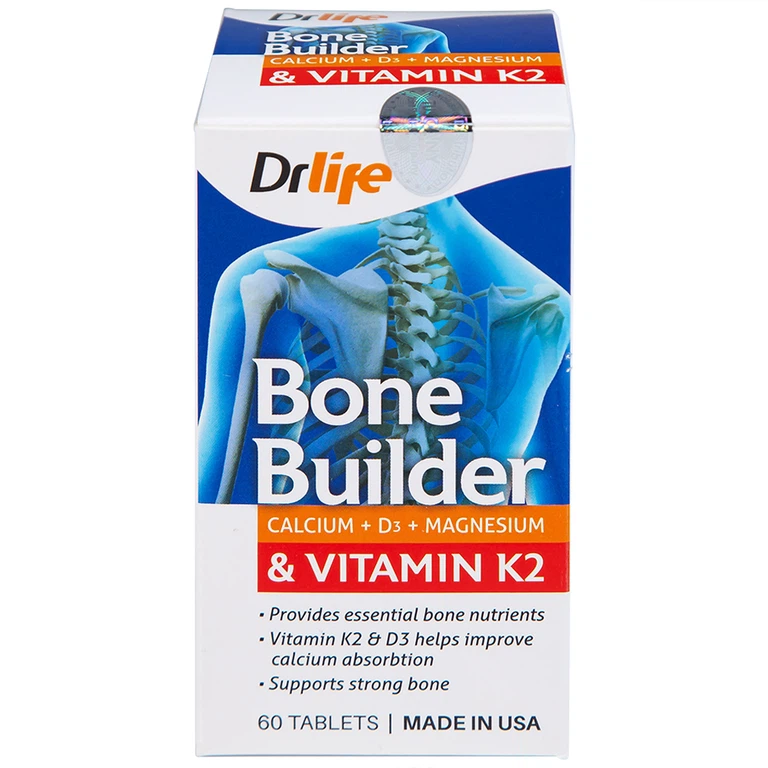 Drlife
Bone
Builder
CALCIUM + D3 + MAGNESIUM
& VITAMIN K2
Drlife
Bone
Builder
CALCIUM + D3 + MAGNESIUM
& VITAMIN K2
• Provides essential bone nutrients
• Vitamin K2 & D3 helps improve
calcium absorbtion
• Supports strong bone
60 TABLETS | MADE IN USA